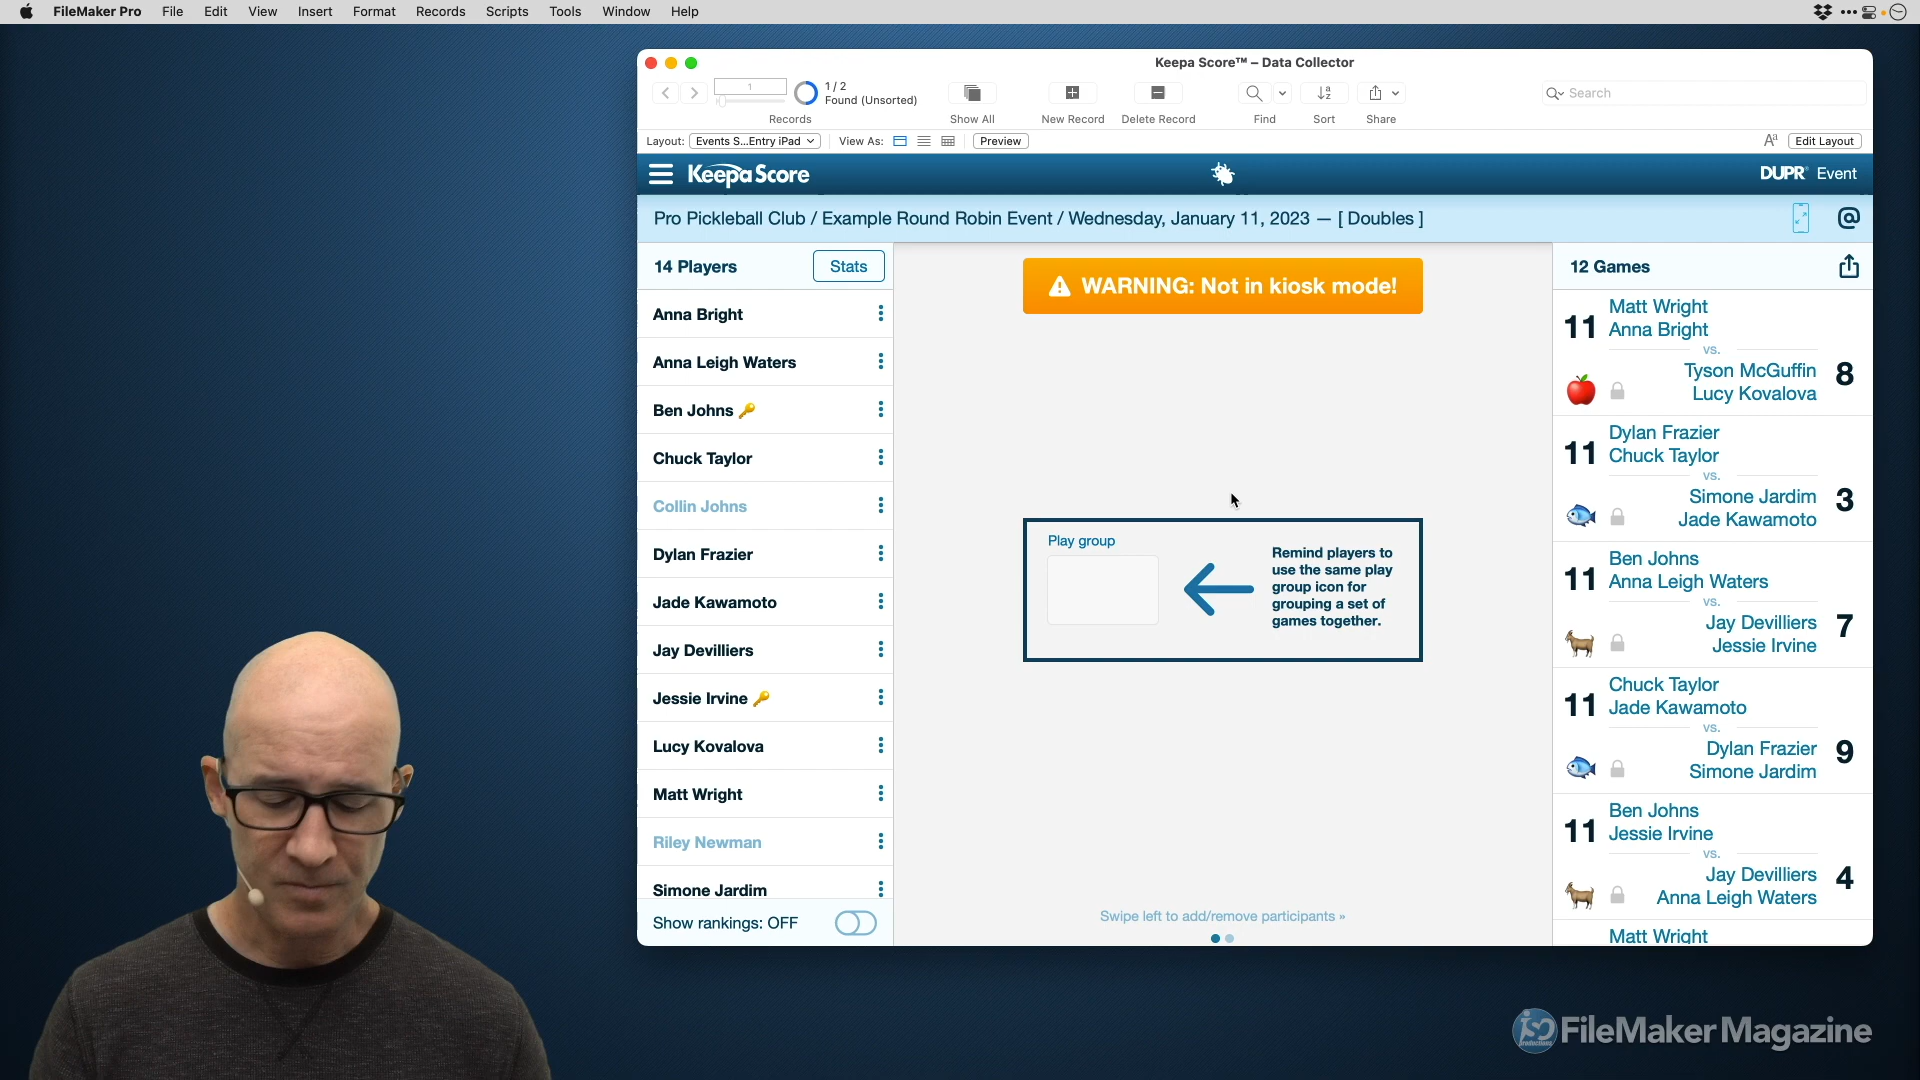 FileMaker Pro File Edit View Insert Format Records Scripts Tools Window Help
Keepa Score™ – Data Collector
1
1 / 2
Found (Unsorted)
Records
Show All
New Record
Delete Record
Find
Sort
Share
Search
Layout: Events S...Entry iPad
View As:
Preview
Aa
Edit Layout
Keepa Score
DUPR® Event
Pro Pickleball Club / Example Round Robin Event / Wednesday, January 11, 2023 — [ Doubles ]
@
14 Players
Stats
Anna Bright
Anna Leigh Waters
Ben Johns
Chuck Taylor
Collin Johns
Dylan Frazier
Jade Kawamoto
Jay Devilliers
Jessie Irvine
Lucy Kovalova
Matt Wright
Riley Newman
Simone Jardim
Show rankings: OFF
WARNING: Not in kiosk mode!
Play group
Remind players to
use the same play
group icon for
grouping a set of
games together.
Swipe left to add/remove participants »
12 Games
11
Matt Wright
Anna Bright
vs.
Tyson McGuffin
Lucy Kovalova
8
11
Dylan Frazier
Chuck Taylor
vs.
Simone Jardim
Jade Kawamoto
3
11
Ben Johns
Anna Leigh Waters
vs.
Jay Devilliers
Jessie Irvine
7
11
Chuck Taylor
Jade Kawamoto
vs.
Dylan Frazier
Simone Jardim
9
11
Ben Johns
Jessie Irvine
vs.
Jay Devilliers
Anna Leigh Waters
4
Matt Wright
iso productions FileMaker Magazine